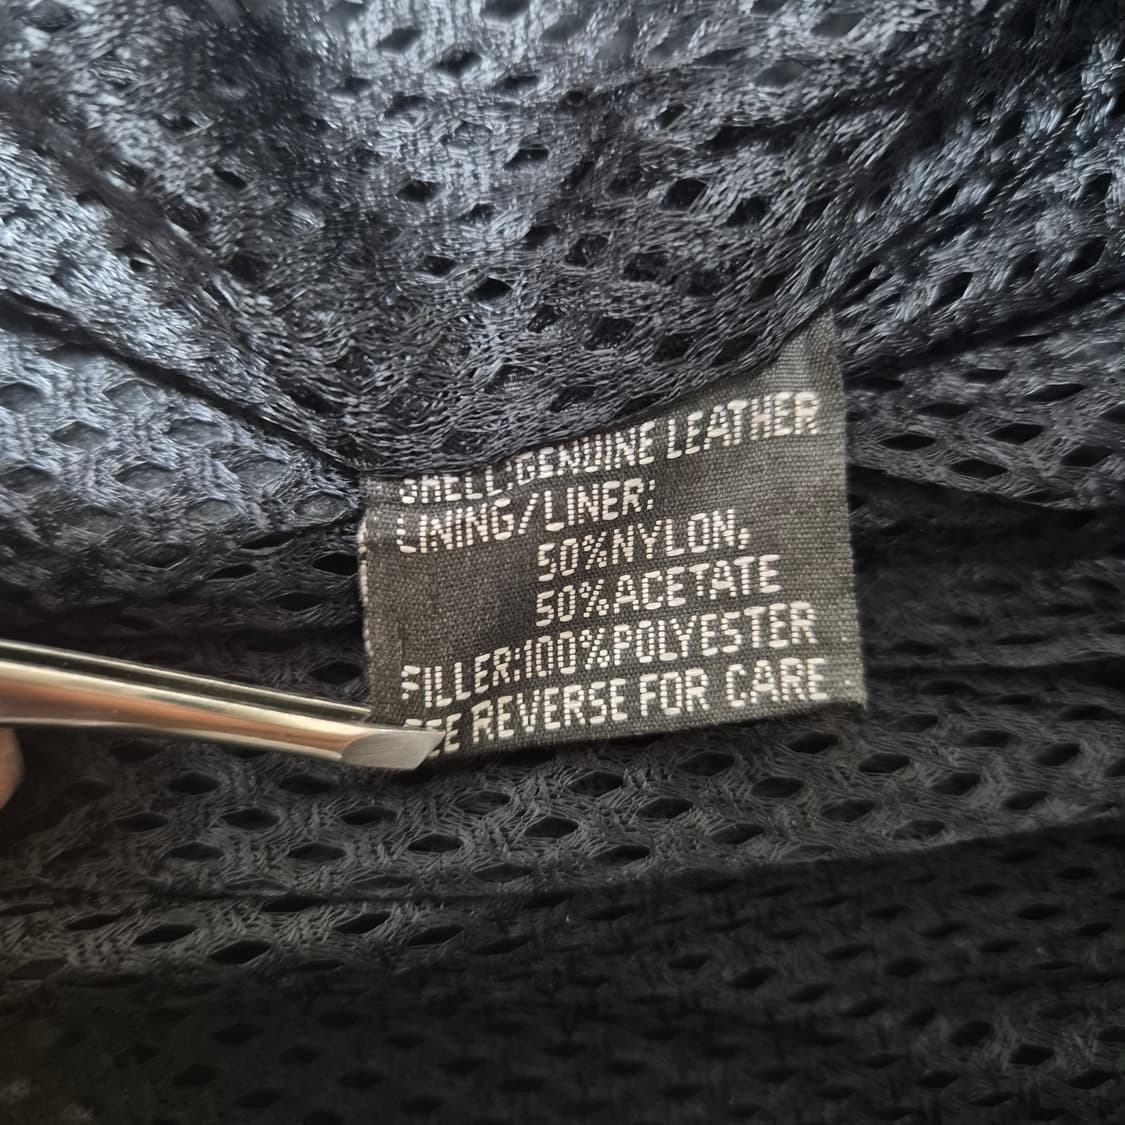 SHELL:GENUINE LEATHER
LINING/LINER:
50%NYLON,
50%ACETATE
FILLER:100%POLYESTER
SEE REVERSE FOR CARE